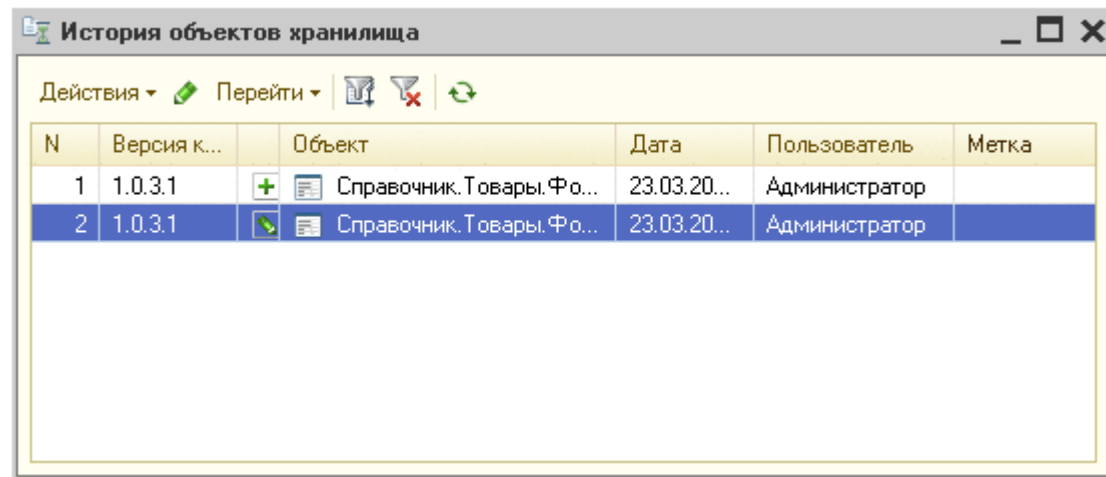 История объектов хранилища
Действия Перейти
N Версия к... Объект Дата Пользователь Метка
1 1.0.3.1 Справочник.Товары.Фо... 23.03.20... Администратор
2 1.0.3.1 Справочник.Товары.Фо... 23.03.20... Администратор